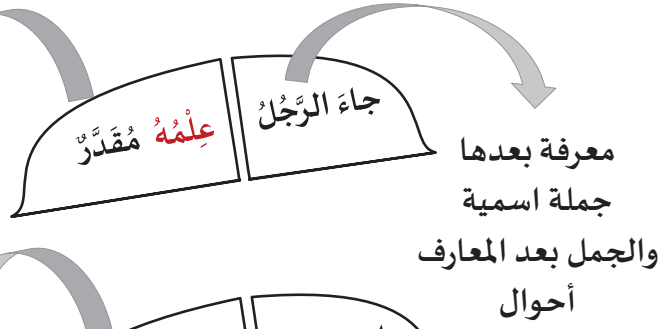 جاءَ الرَّجُلُ
عِلْمُهُ مُقَدَّرٌ
معرفة بعدها
جملة اسمية
والجمل بعد المعارف
أحوال